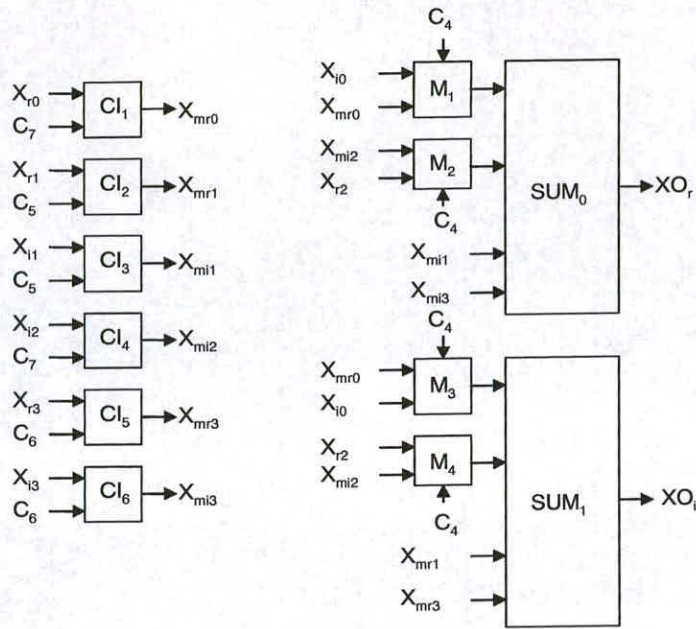 X_r0
C_7
CI_1
X_mr0
X_r1
C_5
CI_2
X_mr1
X_i1
C_5
CI_3
X_mi1
X_i2
C_7
CI_4
X_mi2
X_r3
C_6
CI_5
X_mr3
X_i3
C_6
CI_6
X_mi3
C_4
X_i0
X_mr0
M_1
X_mi2
X_r2
M_2
C_4
X_mi1
X_mi3
SUM_0
XO_r
C_4
X_mr0
X_i0
M_3
X_r2
X_mi2
M_4
C_4
X_mr1
X_mr3
SUM_1
XO_i